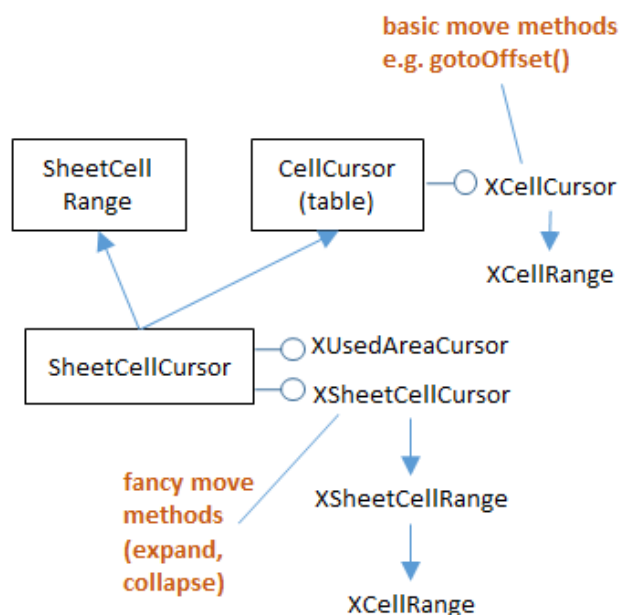 basic move methods
e.g. gotoOffset()
SheetCell
Range
CellCursor
(table)
XCellCursor
XCellRange
SheetCellCursor
XUsedAreaCursor
XSheetCellCursor
fancy move
methods
(expand,
collapse)
XSheetCellRange
XCellRange